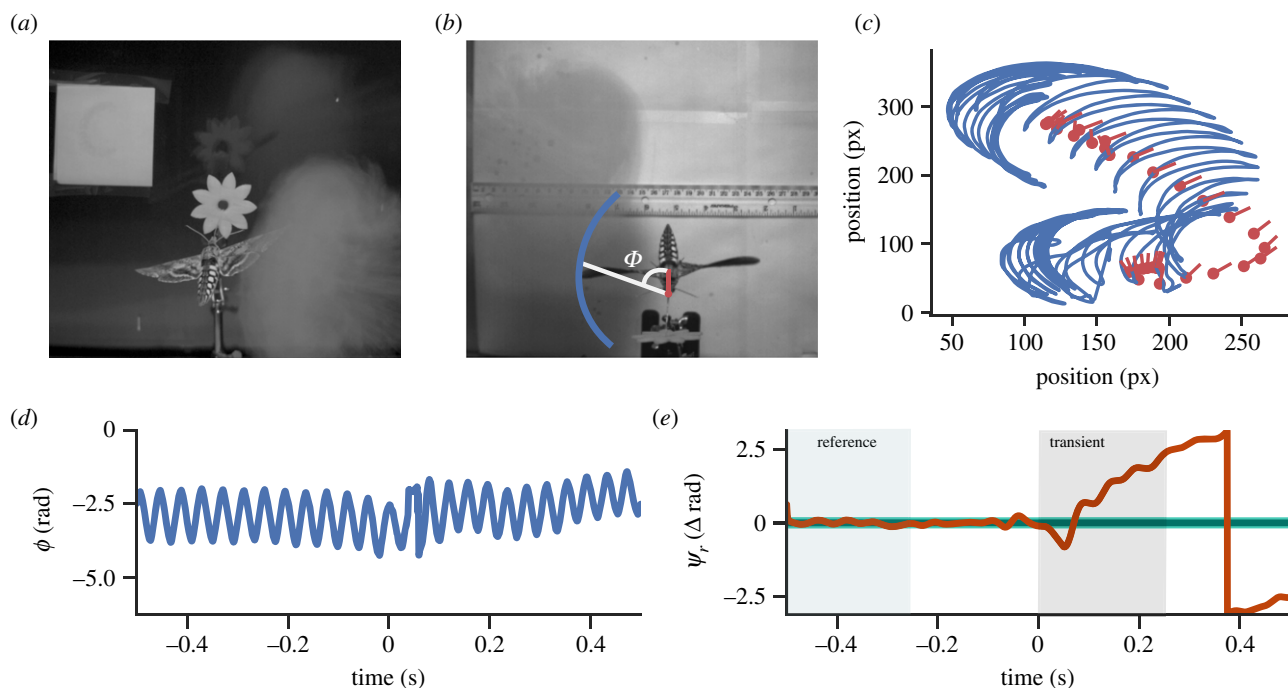 (a)
(b)
Φ
(c)
300
200
100
0
position (px)
50
100
150
200
250
position (px)
(d)
0
–2.5
–5.0
ϕ (rad)
–0.4
–0.2
0
0.2
0.4
time (s)
(e)
reference
transient
2.5
0
–2.5
ψr (Δ rad)
–0.4
–0.2
0
0.2
0.4
time (s)